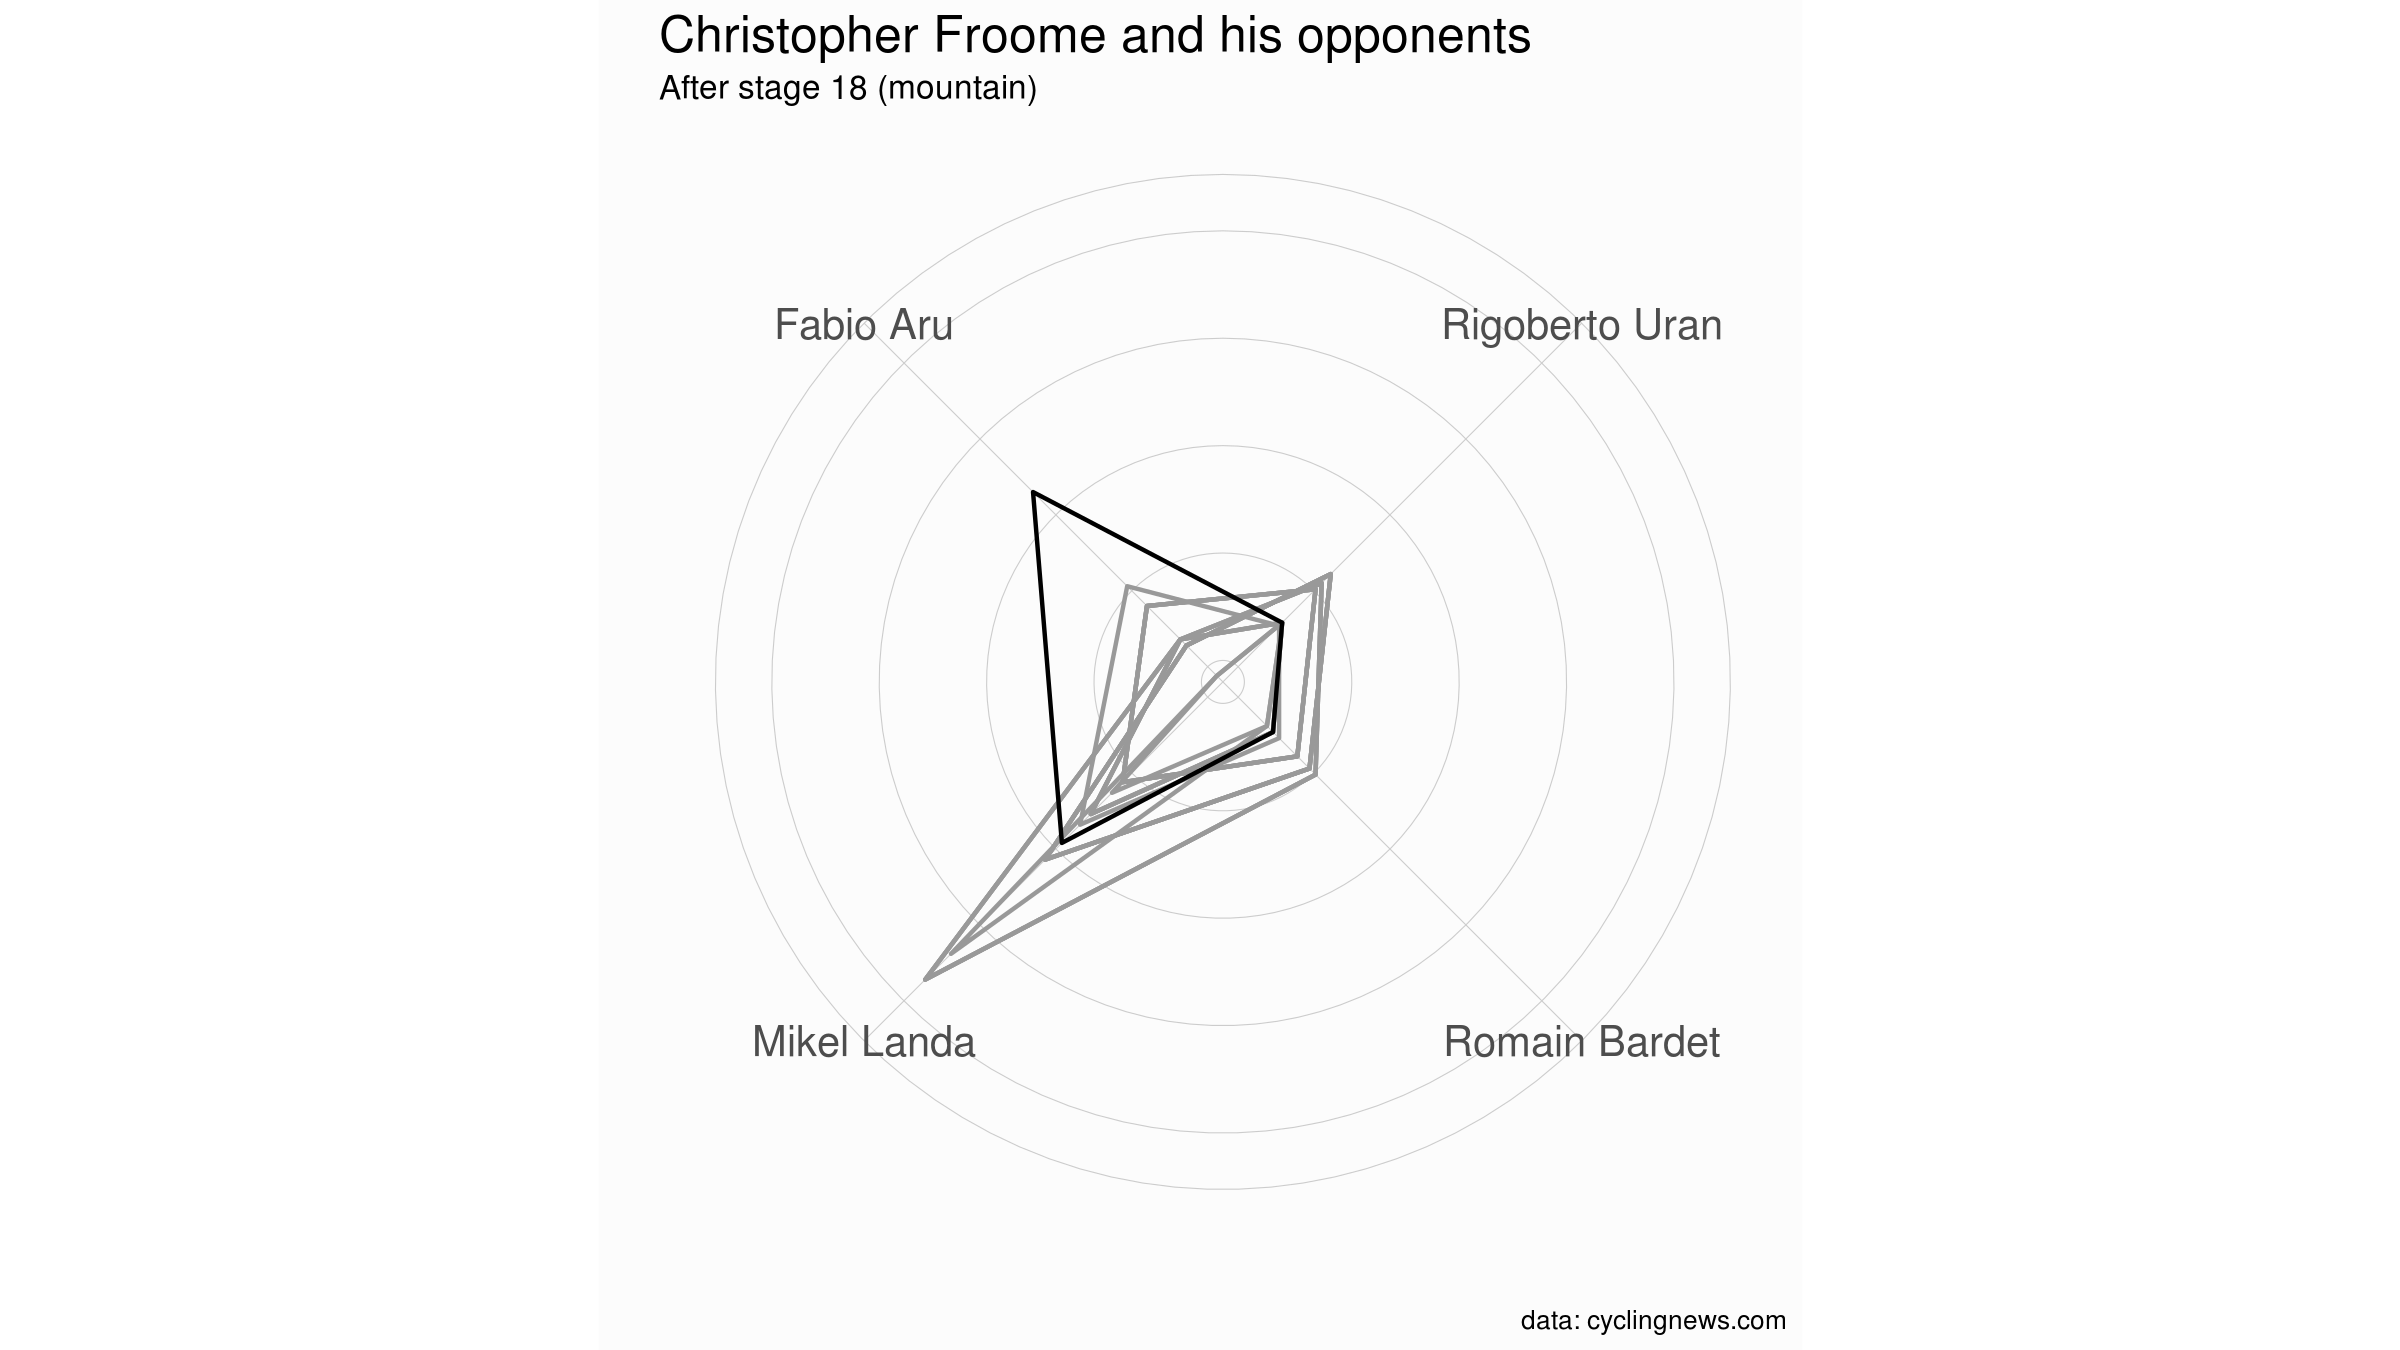 Christopher Froome and his opponents
After stage 18 (mountain)
Fabio Aru
Rigoberto Uran
Mikel Landa
Romain Bardet
data: cyclingnews.com